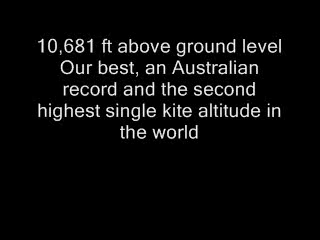 10,681 ft above ground level
Our best, an Australian
record and the second
highest single kite altitude in
the world